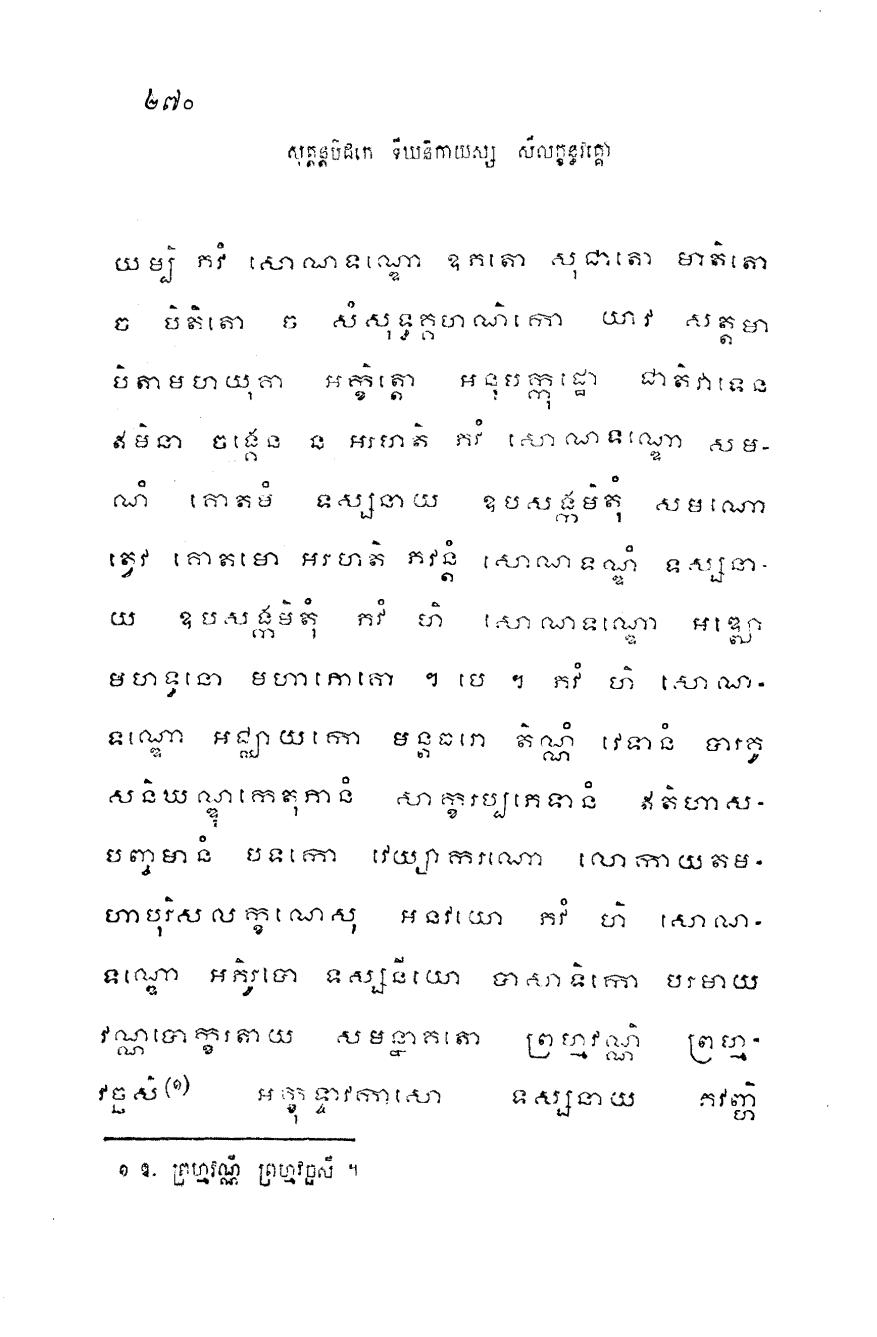 ២៧០
សុត្តន្តបិដកេ ទីឃនិកាយស្ស សីលក្ខន្ធវគ្គោ
យម្បិ ភវំ សោណទណ្ឌោ ឧភតោ សុជាតោ មាតិតោ
ច បិតិតោ ច សំសុទ្ធគ្គហណិកោ យាវ សត្តមា
បិតាមហយុគា អក្ខិត្តោ អនុបក្កុដ្ឋោ ជាតិវាទេន
ឥមិនា ចង្គេន ន អរហតិ ភវំ សោណទណ្ឌោ សម-
ណំ គោតមំ ទស្សនាយ ឧបសង្កមិតុំ សមណោ
ត្វេវ គោតមោ អរហតិ ភវន្តំ សោណទណ្ឌំ ទស្សនា-
យ ឧបសង្កមិតុំ ភវំ ហិ សោណទណ្ឌោ អឌ្ឍោ
មហទ្ធនោ មហាភោគោ ។ បេ ។ ភវំ ហិ សោណ-
ទណ្ឌោ អជ្ឈាយកោ មន្តធរោ តិណ្ណំ វេទានំ បារគូ
សនិឃណ្ឌុកេតុភានំ សាក្ខរប្បភេទានំ ឥតិហាស-
បញ្ចមានំ បទកោ វេយ្យាករណោ លោកាយតម-
ហាបុរិសលក្ខណេសុ អនវយោ ភវំ ហិ សោណ-
ទណ្ឌោ អភិរូបោ ទស្សនីយោ បាសាទិកោ បរមាយ
វណ្ណបោក្ខរតាយ សមន្នាគតោ ព្រហ្មវណ្ណិ ព្រហ្ម-
វច្ឆសិ(១) អក្ខុទ្ទាវកាសោ ទស្សនាយ ភវញ្ហិ
១ ឧ. ព្រហ្មវណ្ណី ព្រហ្មវច្ឆសី ។